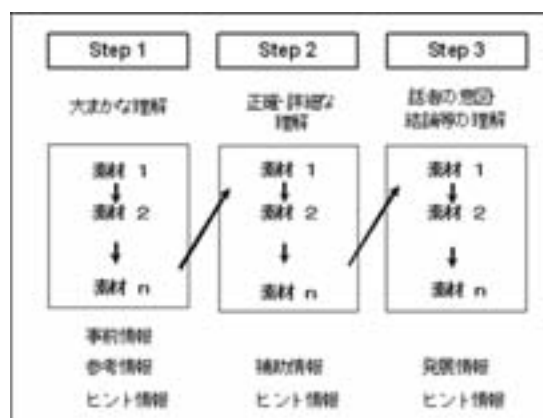 Step 1
大まかな理解
素材 1
素材 2
素材 n
事前情報
参考情報
ヒント情報
Step 2
正確・詳細な
理解
素材 1
素材 2
素材 n
補助情報
ヒント情報
Step 3
話者の意図・
結論等の理解
素材 1
素材 2
素材 n
発展情報
ヒント情報